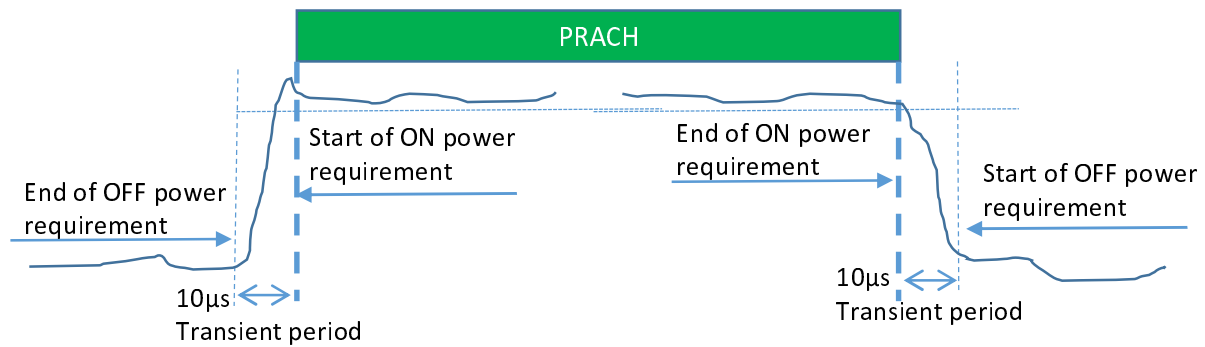 PRACH
Start of ON power
requirement
End of ON power
requirement
End of OFF power
requirement
Start of OFF power
requirement
10µs
Transient period
10µs
Transient period